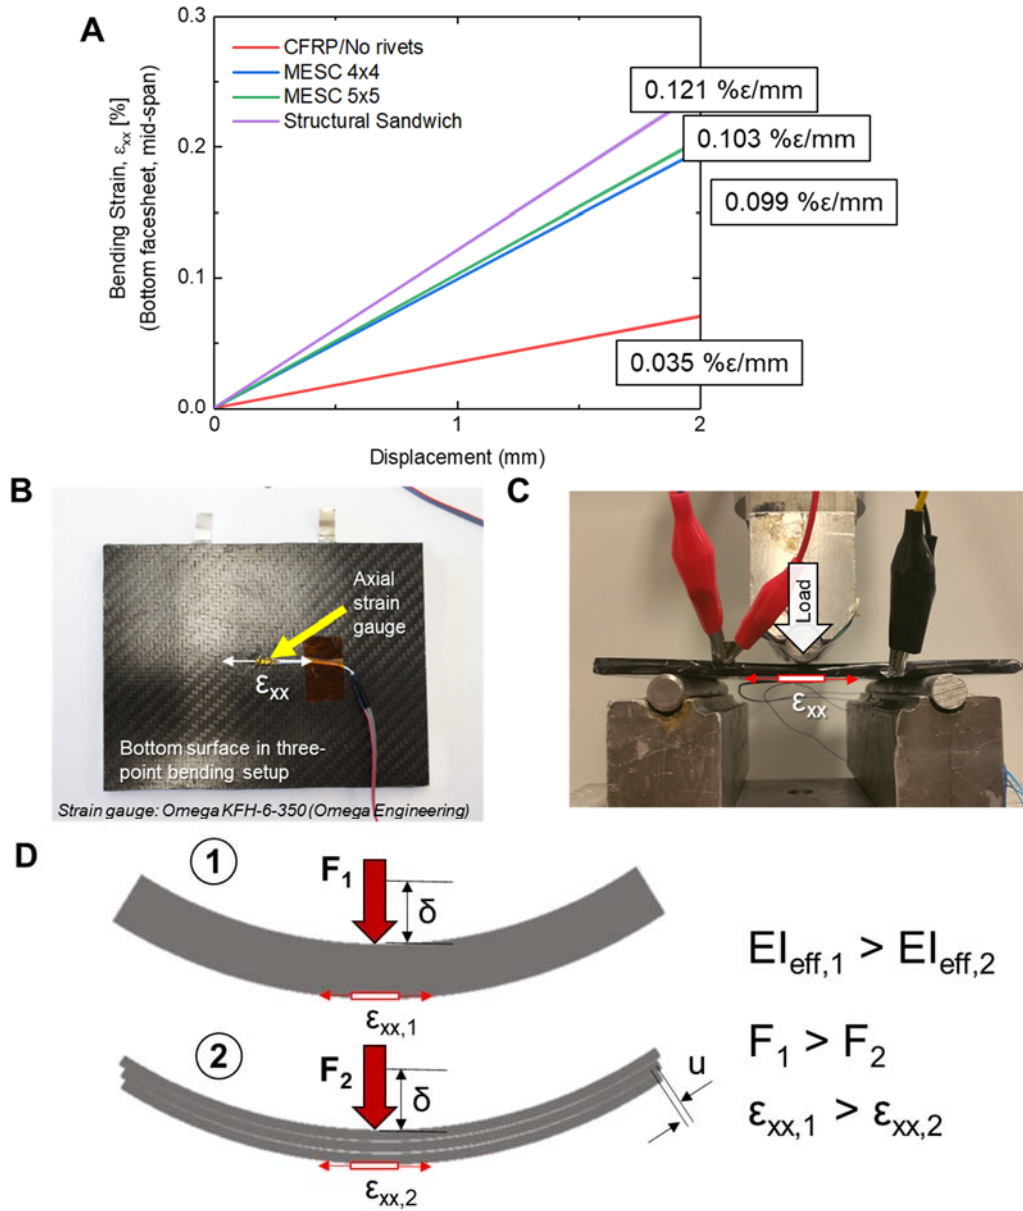 A
Bending Strain, εxx [%]
(Bottom facesheet, mid-span)
0.3
0.2
0.1
0.0
CFRP/No rivets
MESC 4x4
MESC 5x5
Structural Sandwich
0.121 %ε/mm
0.103 %ε/mm
0.099 %ε/mm
0.035 %ε/mm
0
1
2
Displacement (mm)
B
Axial
strain
gauge
εxx
Bottom surface in three-
point bending setup
Strain gauge: Omega KFH-6-350 (Omega Engineering)
C
Load
εxx
D
1
F1
δ
εxx,1
2
F2
δ
u
εxx,2
EIeff,1 > EIeff,2
F1 > F2
εxx,1 > εxx,2